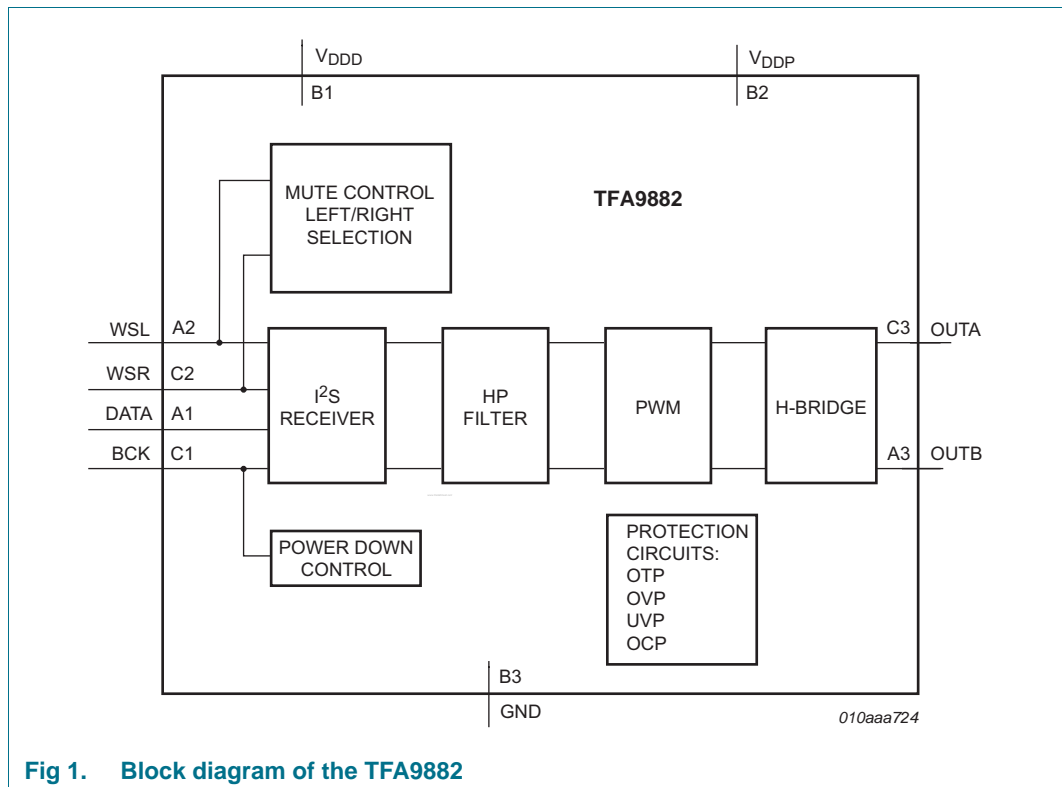 VDDD
VDDP
B1
B2
MUTE CONTROL
LEFT/RIGHT
SELECTION
TFA9882
WSL
A2
C3
OUTA
WSR
C2
DATA
A1
BCK
C1
I2S
RECEIVER
HP
FILTER
PWM
H-BRIDGE
A3
OUTB
POWER DOWN
CONTROL
PROTECTION
CIRCUITS:
OTP
OVP
UVP
OCP
B3
GND
010aaa724
Fig 1. Block diagram of the TFA9882